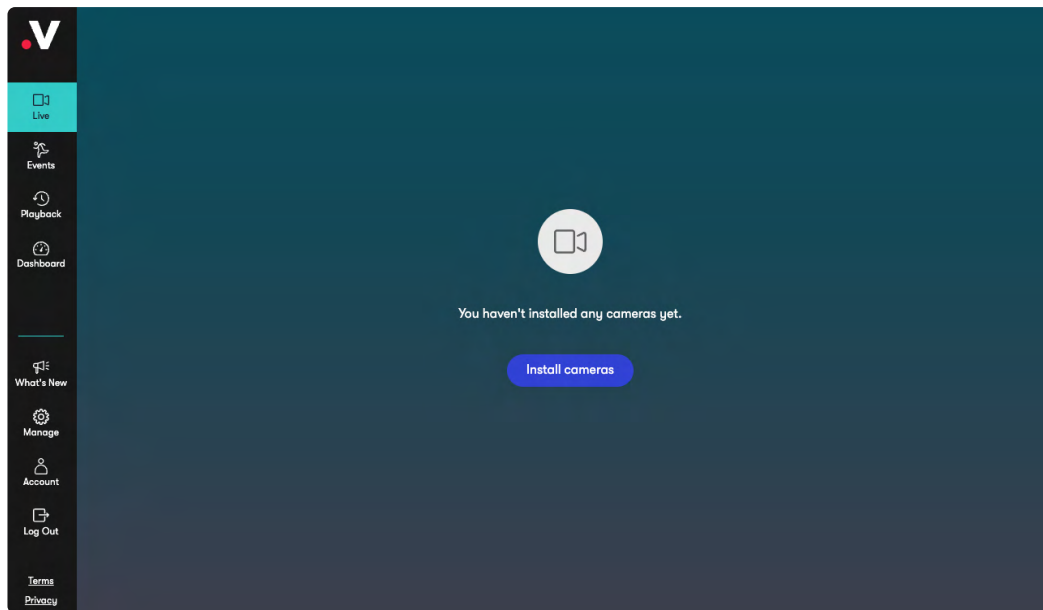 .V
Live
Events
Playback
Dashboard
What's New
Manage
Account
Log Out
Terms
Privacy
You haven't installed any cameras yet.
Install cameras